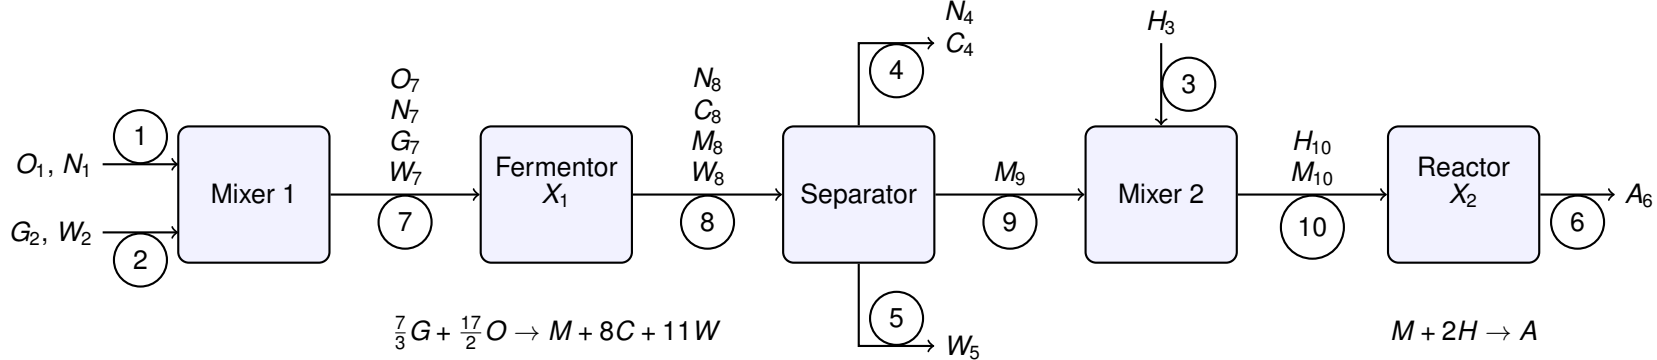 N₄
C₄
H₃
O₇
N₇
G₇
W₇
N₈
C₈
M₈
W₈
4
3
1
O₁, N₁
Mixer 1
Fermentor
X₁
Separator
M₉
Mixer 2
H₁₀
M₁₀
Reactor
X₂
A₆
G₂, W₂
2
7
8
9
10
6
5
W₅
7/3 G + 17/2 O → M + 8C + 11W
M + 2H → A